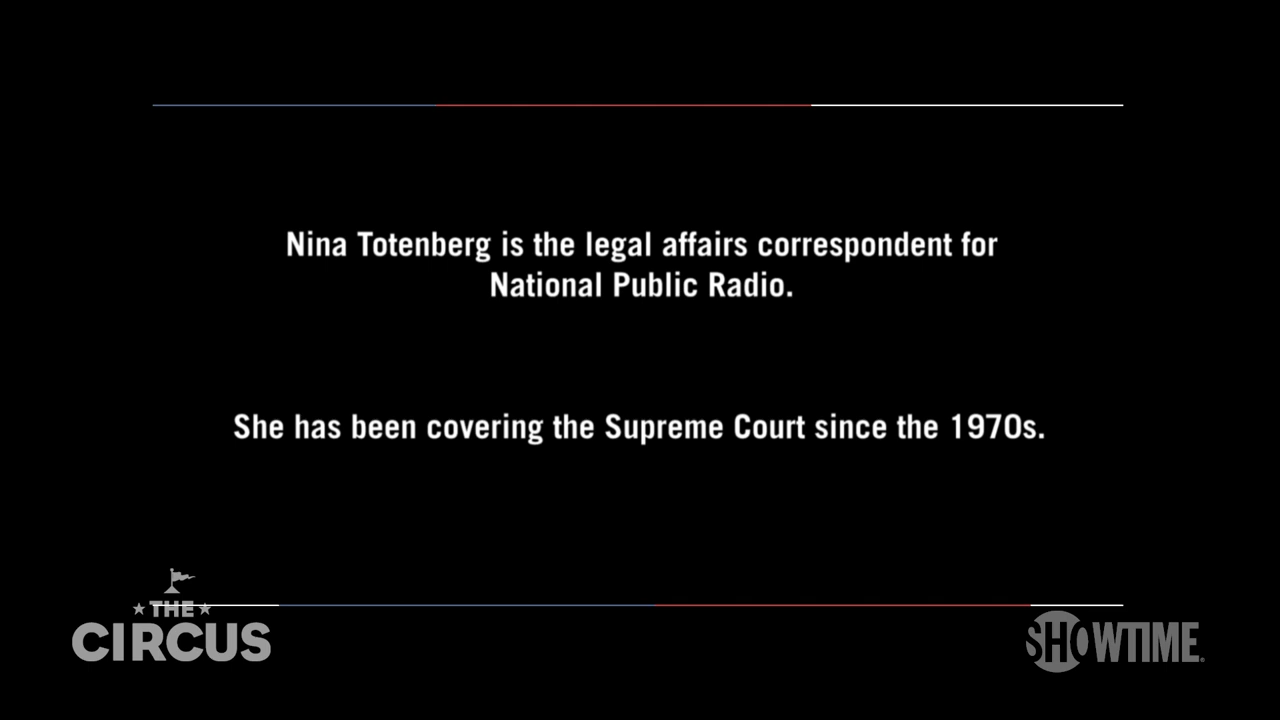 Nina Totenberg is the legal affairs correspondent for
National Public Radio.
She has been covering the Supreme Court since the 1970s.
THE
CIRCUS
SHOWTIME